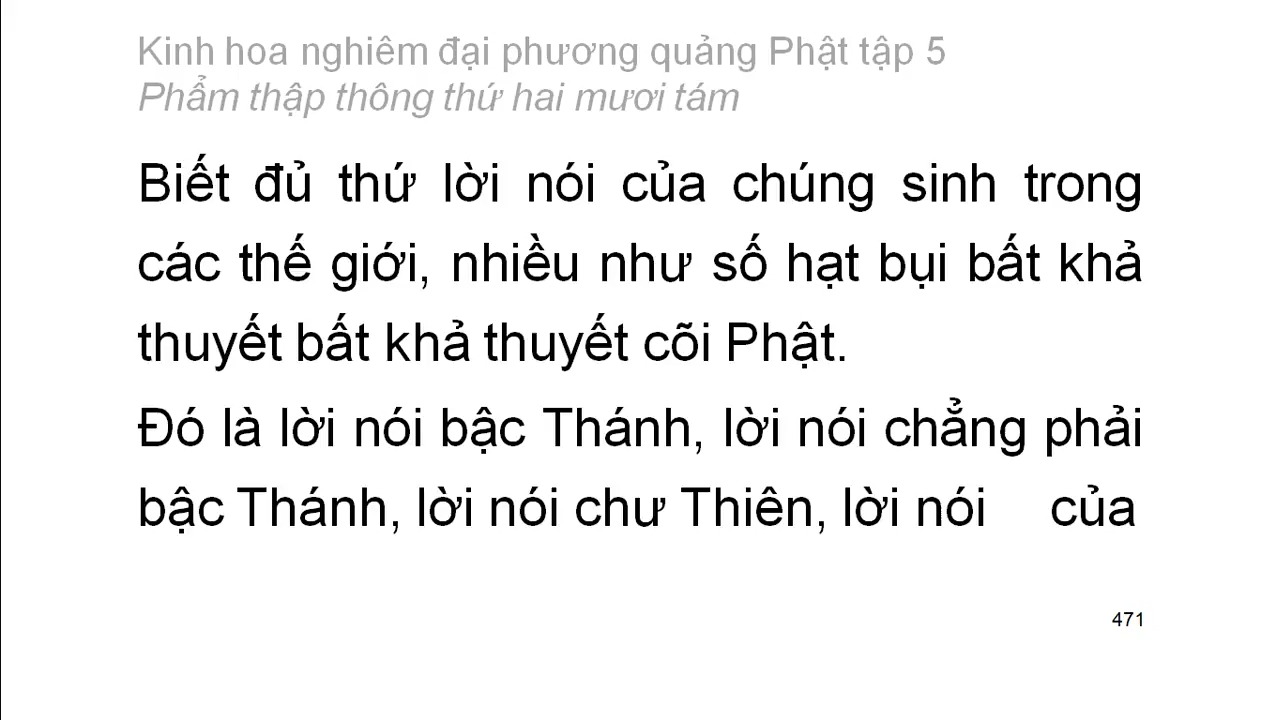 Kinh hoa nghiêm đại phương quảng Phật tập 5
Phẩm thập thông thứ hai mươi tám
Biết đủ thứ lời nói của chúng sinh trong
các thế giới, nhiều như số hạt bụi bất khả
thuyết bất khả thuyết cõi Phật.
Đó là lời nói bậc Thánh, lời nói chẳng phải
bậc Thánh, lời nói chư Thiên, lời nói của
471